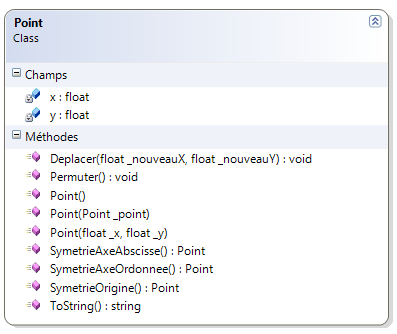 Point
Class
Champs
x : float
y : float
Méthodes
Deplacer(float _nouveauX, float _nouveauY) : void
Permuter() : void
Point()
Point(Point _point)
Point(float _x, float _y)
SymetrieAxeAbscisse() : Point
SymetrieAxeOrdonnee() : Point
SymetrieOrigine() : Point
ToString() : string